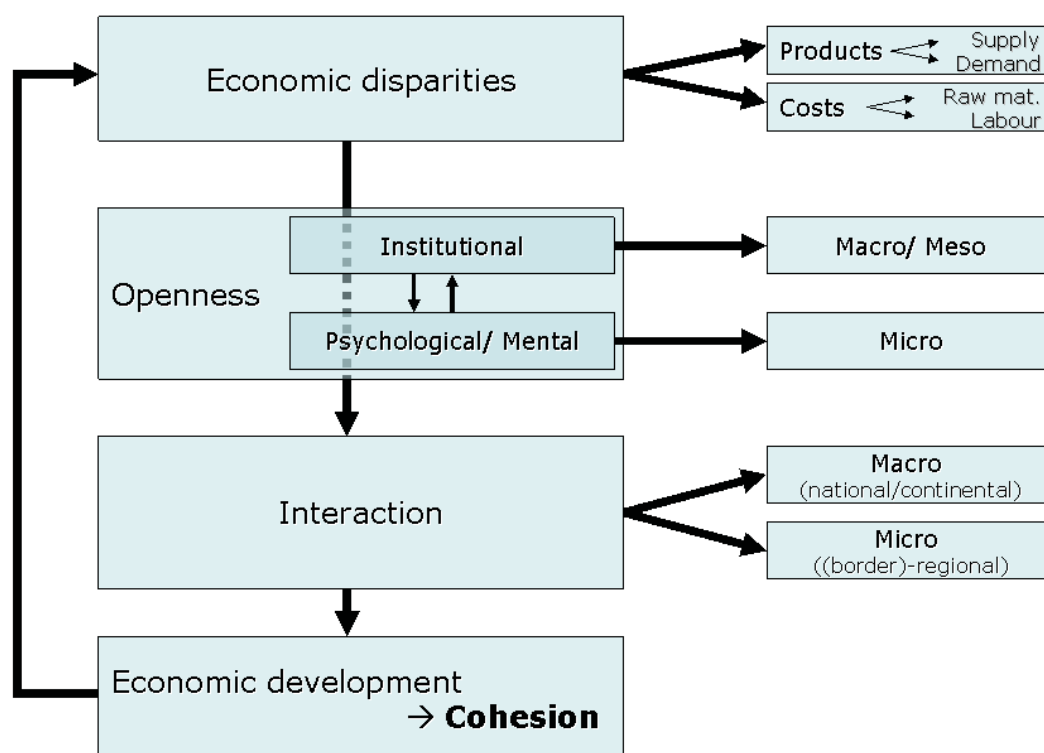 Economic disparities
Products
Supply
Demand
Costs
Raw mat.
Labour
Openness
Institutional
Psychological/ Mental
Macro/ Meso
Micro
Interaction
Macro
(national/continental)
Micro
((border)-regional)
Economic development
→ Cohesion